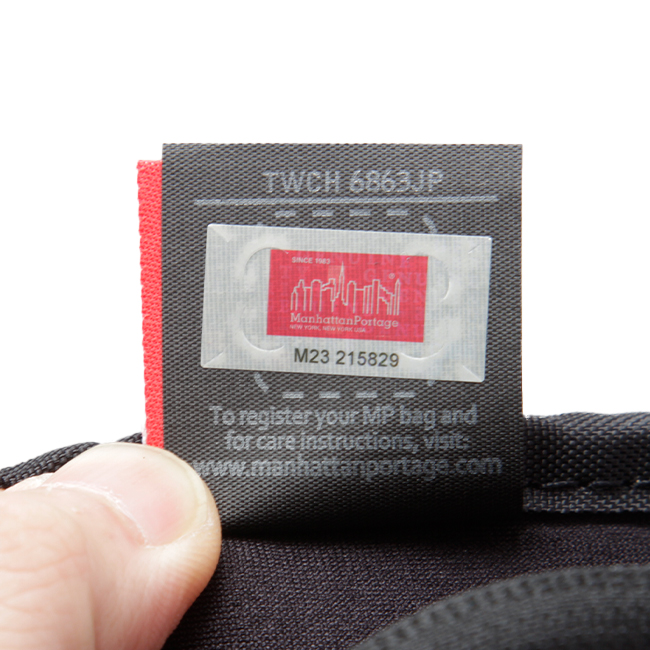 TWCH 6863JP
SINCE 1983
ManhattanPortage
NEW YORK, NEW YORK USA
M23 215829
To register your MP bag and
for care instructions, visit:
www.manhattanportage.com